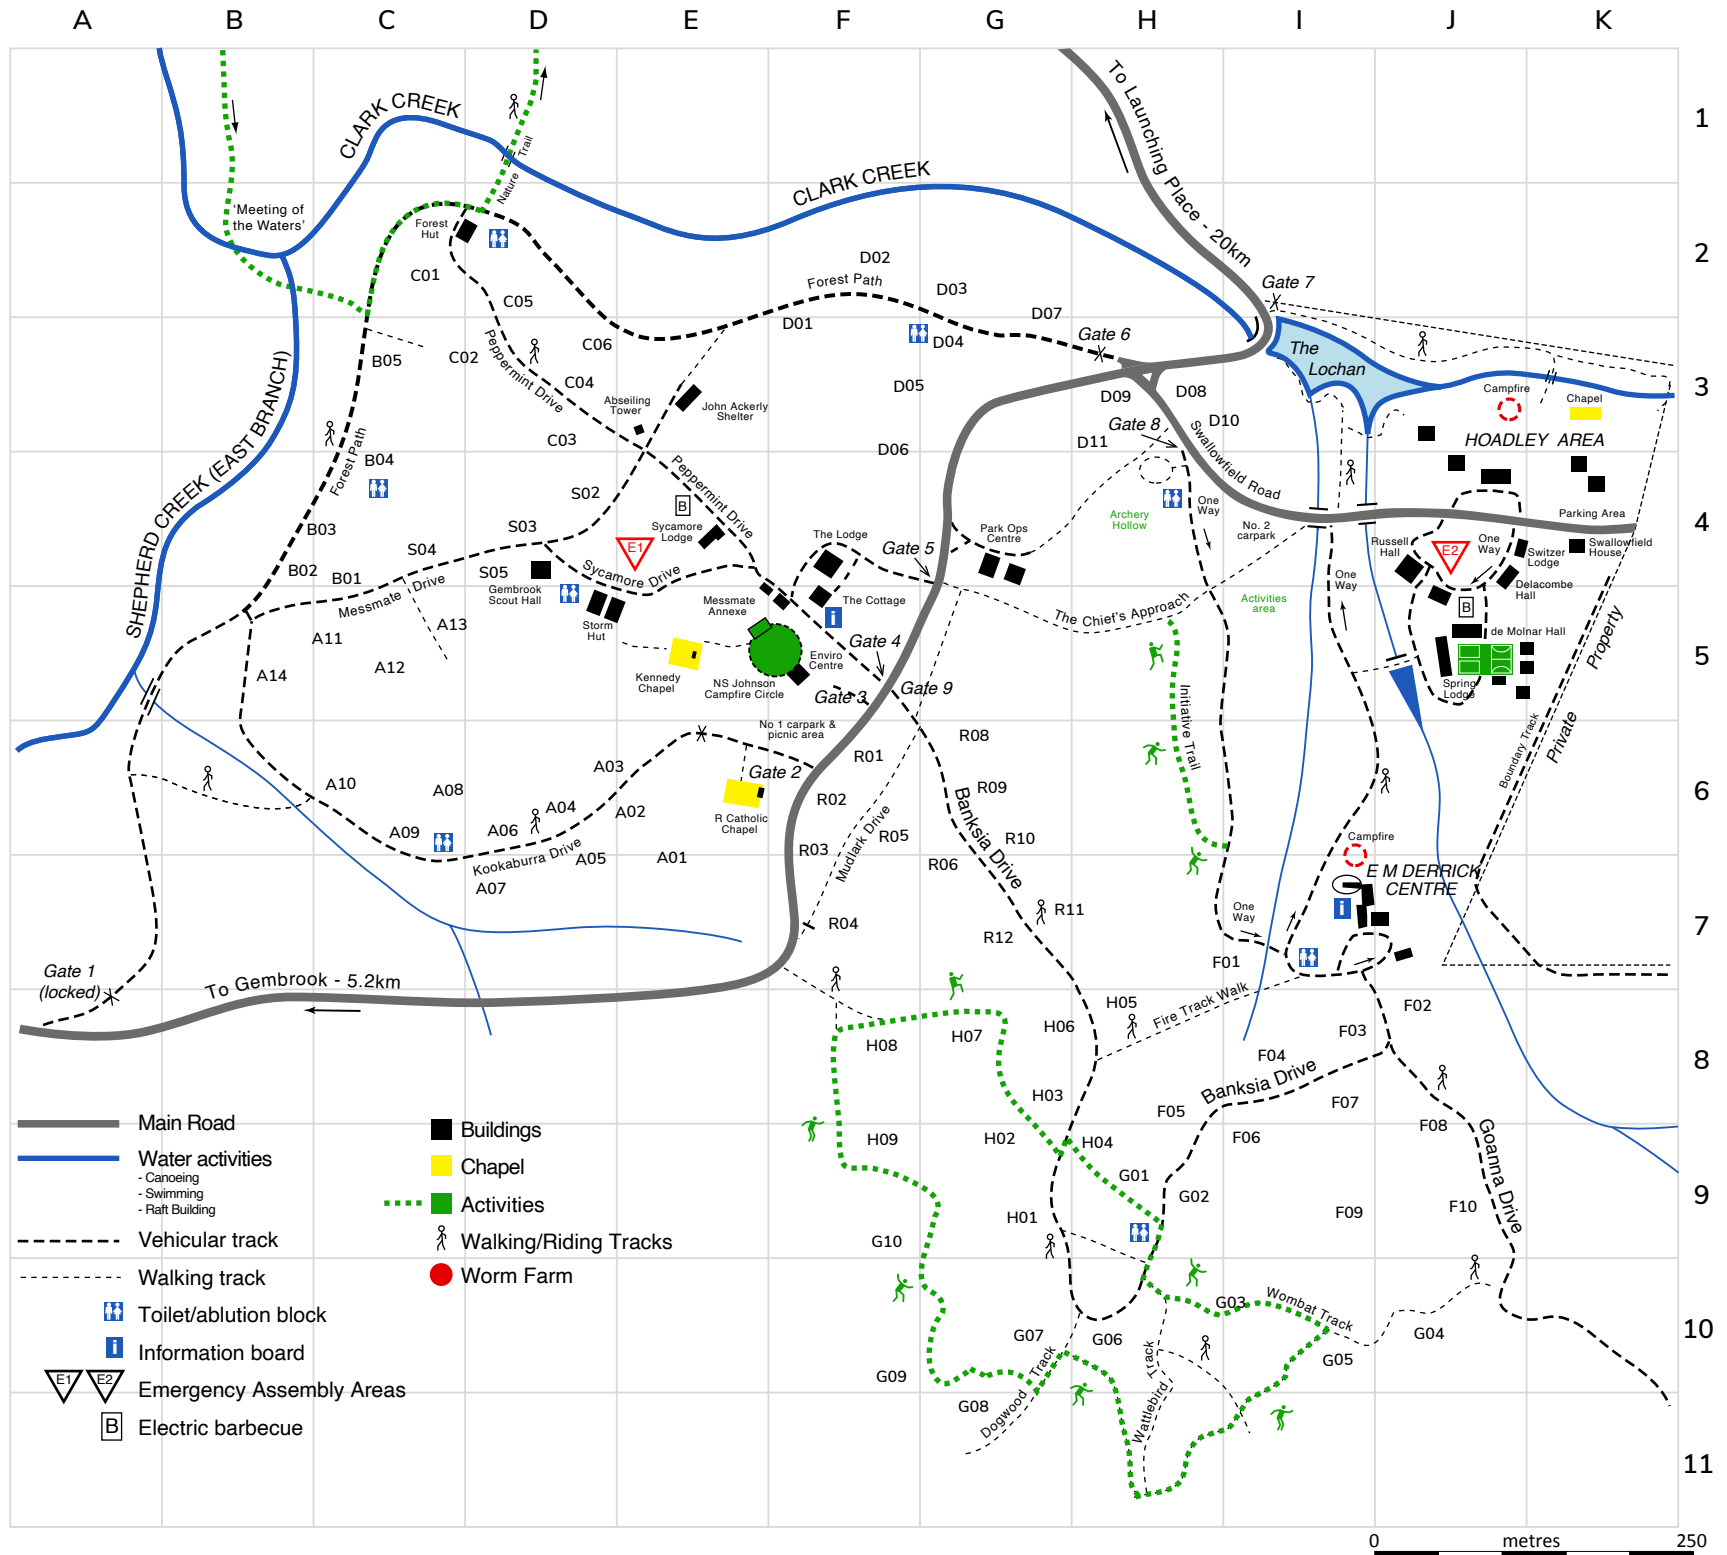 A B C D E F G H I J K
1
2
3
4
5
6
7
8
9
10
11
To Launching Place - 20km
CLARK CREEK
Nature Trail
CLARK CREEK
'Meeting of
the Waters'
Forest
Hut
C01
C05
D02
Forest Path
D03
D07
D01
Gate 7
Gate 6
The
Lochan
B05
C02
C06
C04
Peppermint Drive
D04
D05
D09
D08
D10
Campfire
Chapel
Abseiling
Tower
John Ackerly
Shelter
C03
D06
D11
Gate 8
HOADLEY AREA
SHEPHERD CREEK (EAST BRANCH)
Forest Path
B04
B03
S02
Peppermint Drive
B
Sycamore
Lodge
S03
S04
E1
Swallowfield Road
Archery
Hollow
One
Way
No. 2
carpark
Parking Area
Swallowfield
House
Russell
Hall
E2
One
Way
Switzer
Lodge
The Lodge
Gate 5
Park Ops
Centre
B02
B01
Messmate Drive
S05
Gembrook
Scout Hall
Sycamore Drive
Storm
Hut
Messmate
Annexe
The Cottage
i
The Chief's Approach
Activities
area
One
Way
Delacombe
Hall
B
de Molnar Hall
A11
A13
A12
A14
Kennedy
Chapel
NS Johnson
Campfire Circle
Enviro
Centre
Gate 4
Gate 3
Gate 9
Initiative Trail
Spring
Lodge
Private Property
Boundary Track
No 1 carpark &
picnic area
Gate 2
R01
R08
A10
A08
A03
A04
A02
R Catholic
Chapel
R02
R09
Banksia Drive
A09
A06
Kookaburra Drive
A05
A01
A07
R03
R05
R06
R10
Mudlark Drive
Campfire
E M DERRICK
CENTRE
i
R04
R11
R12
One
Way
F01
Gate 1
(locked)
To Gembrook - 5.2km
H05
Fire Track Walk
F02
F03
F04
H08
H07
H06
H03
Banksia Drive
F05
F07
F06
F08
Goanna Drive
H09
H02
H04
G01
G02
H01
F09
F10
G10
G03
Wombat Track
G04
G05
G07
G06
G09
G08
Dogwood Track
Wattlebird Track
Main Road
Water activities
- Canoeing
- Swimming
- Raft Building
Vehicular track
Walking track
Toilet/ablution block
i Information board
E1 E2 Emergency Assembly Areas
B Electric barbecue
Buildings
Chapel
Activities
Walking/Riding Tracks
Worm Farm
0 metres 250